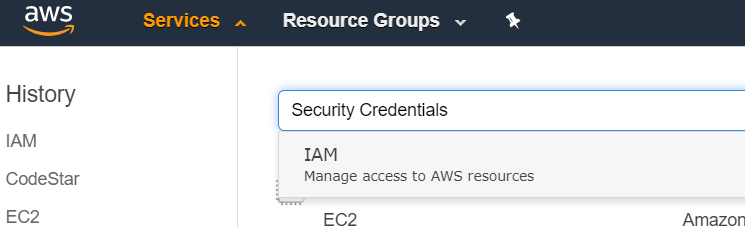 aws
Services
Resource Groups
History
IAM
CodeStar
EC2
Security Credentials
IAM
Manage access to AWS resources
EC2
Amazon